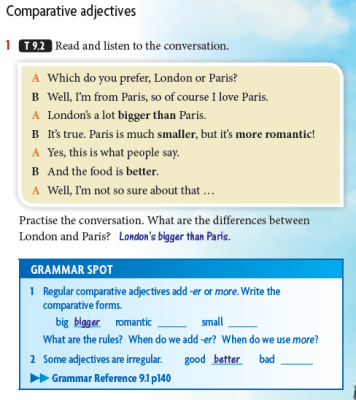 Comparative adjectives
1 T 9.2 Read and listen to the conversation.
A Which do you prefer, London or Paris?
B Well, I'm from Paris, so of course I love Paris.
A London's a lot bigger than Paris.
B It's true. Paris is much smaller, but it's more romantic!
A Yes, this is what people say.
B And the food is better.
A Well, I'm not so sure about that ...
Practise the conversation. What are the differences between
London and Paris? London's bigger than Paris.
GRAMMAR SPOT
1 Regular comparative adjectives add -er or more. Write the
comparative forms.
big bigger romantic ______ small ______
What are the rules? When do we add -er? When do we use more?
2 Some adjectives are irregular. good better bad ______
▶▶ Grammar Reference 9.1 p140